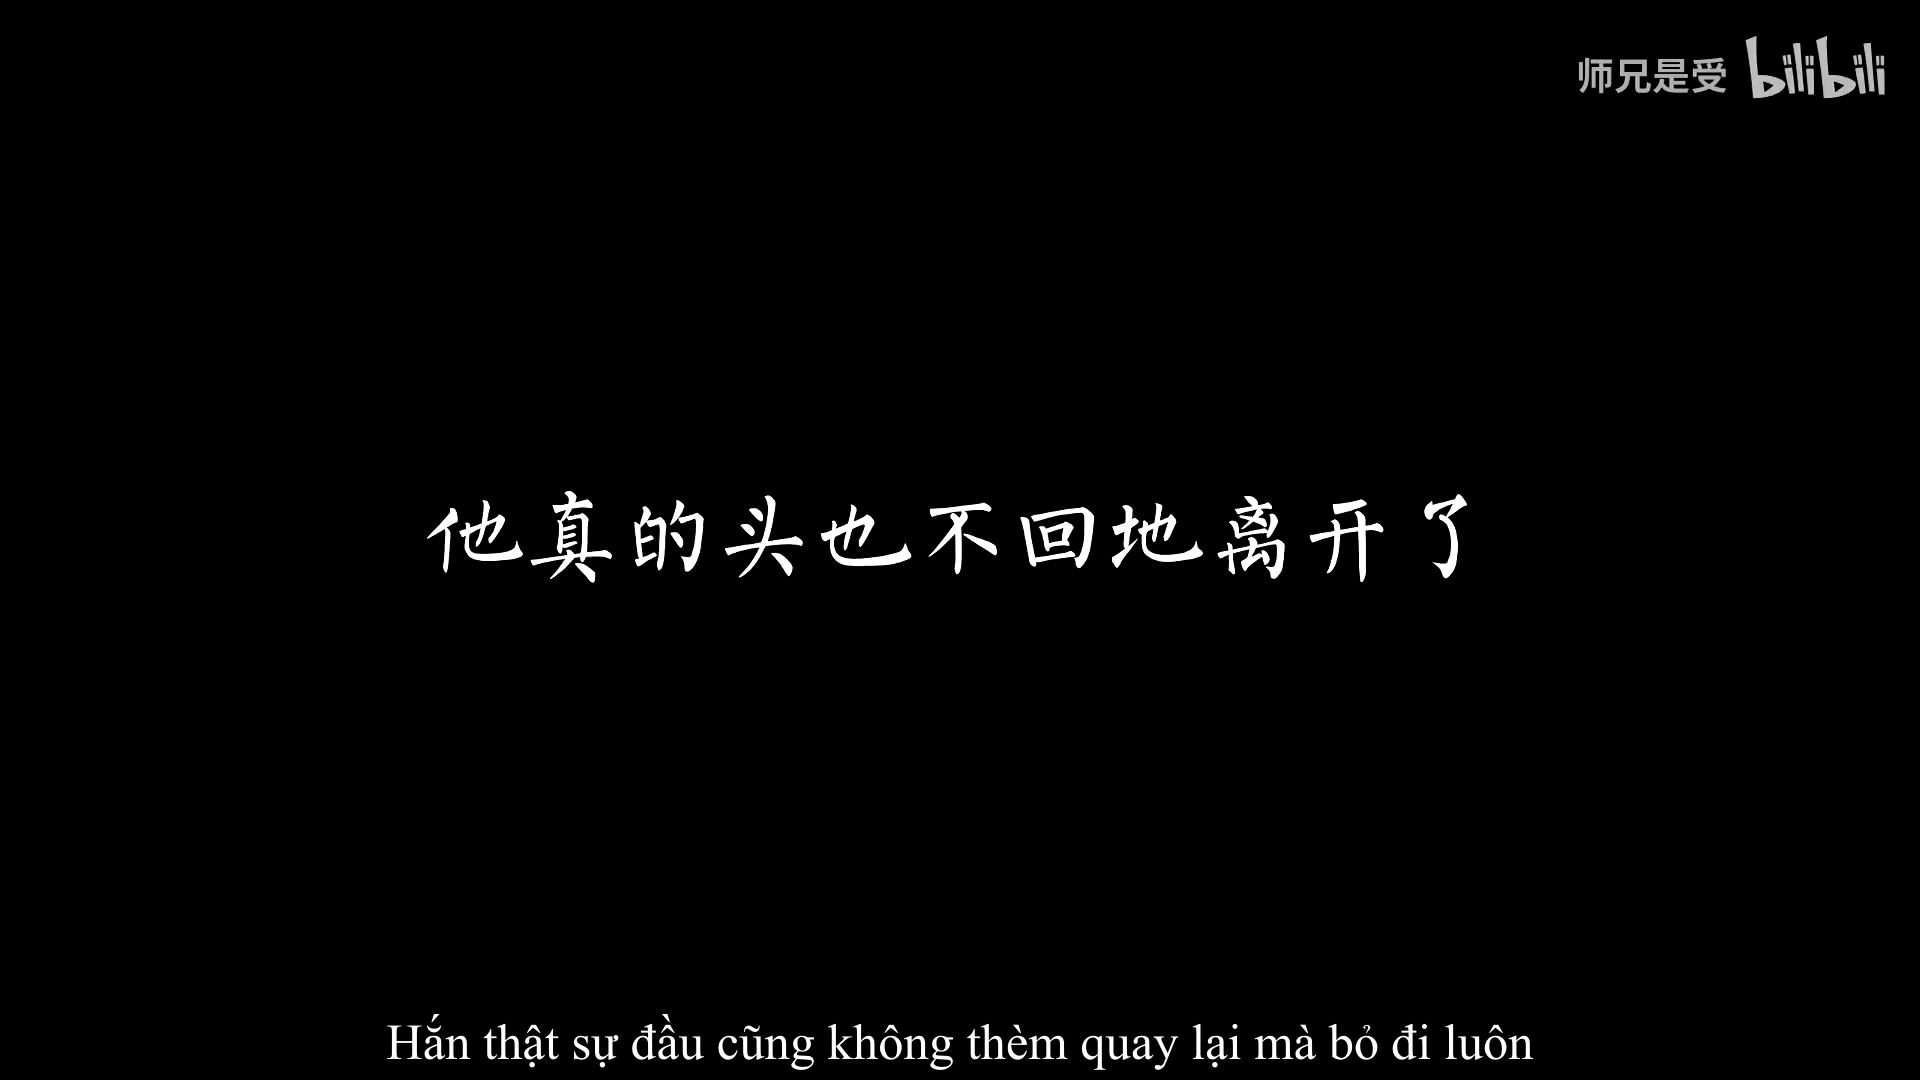 师兄是受 bilibili
他真的头也不回地离开了
Hắn thật sự đầu cũng không thèm quay lại mà bỏ đi luôn